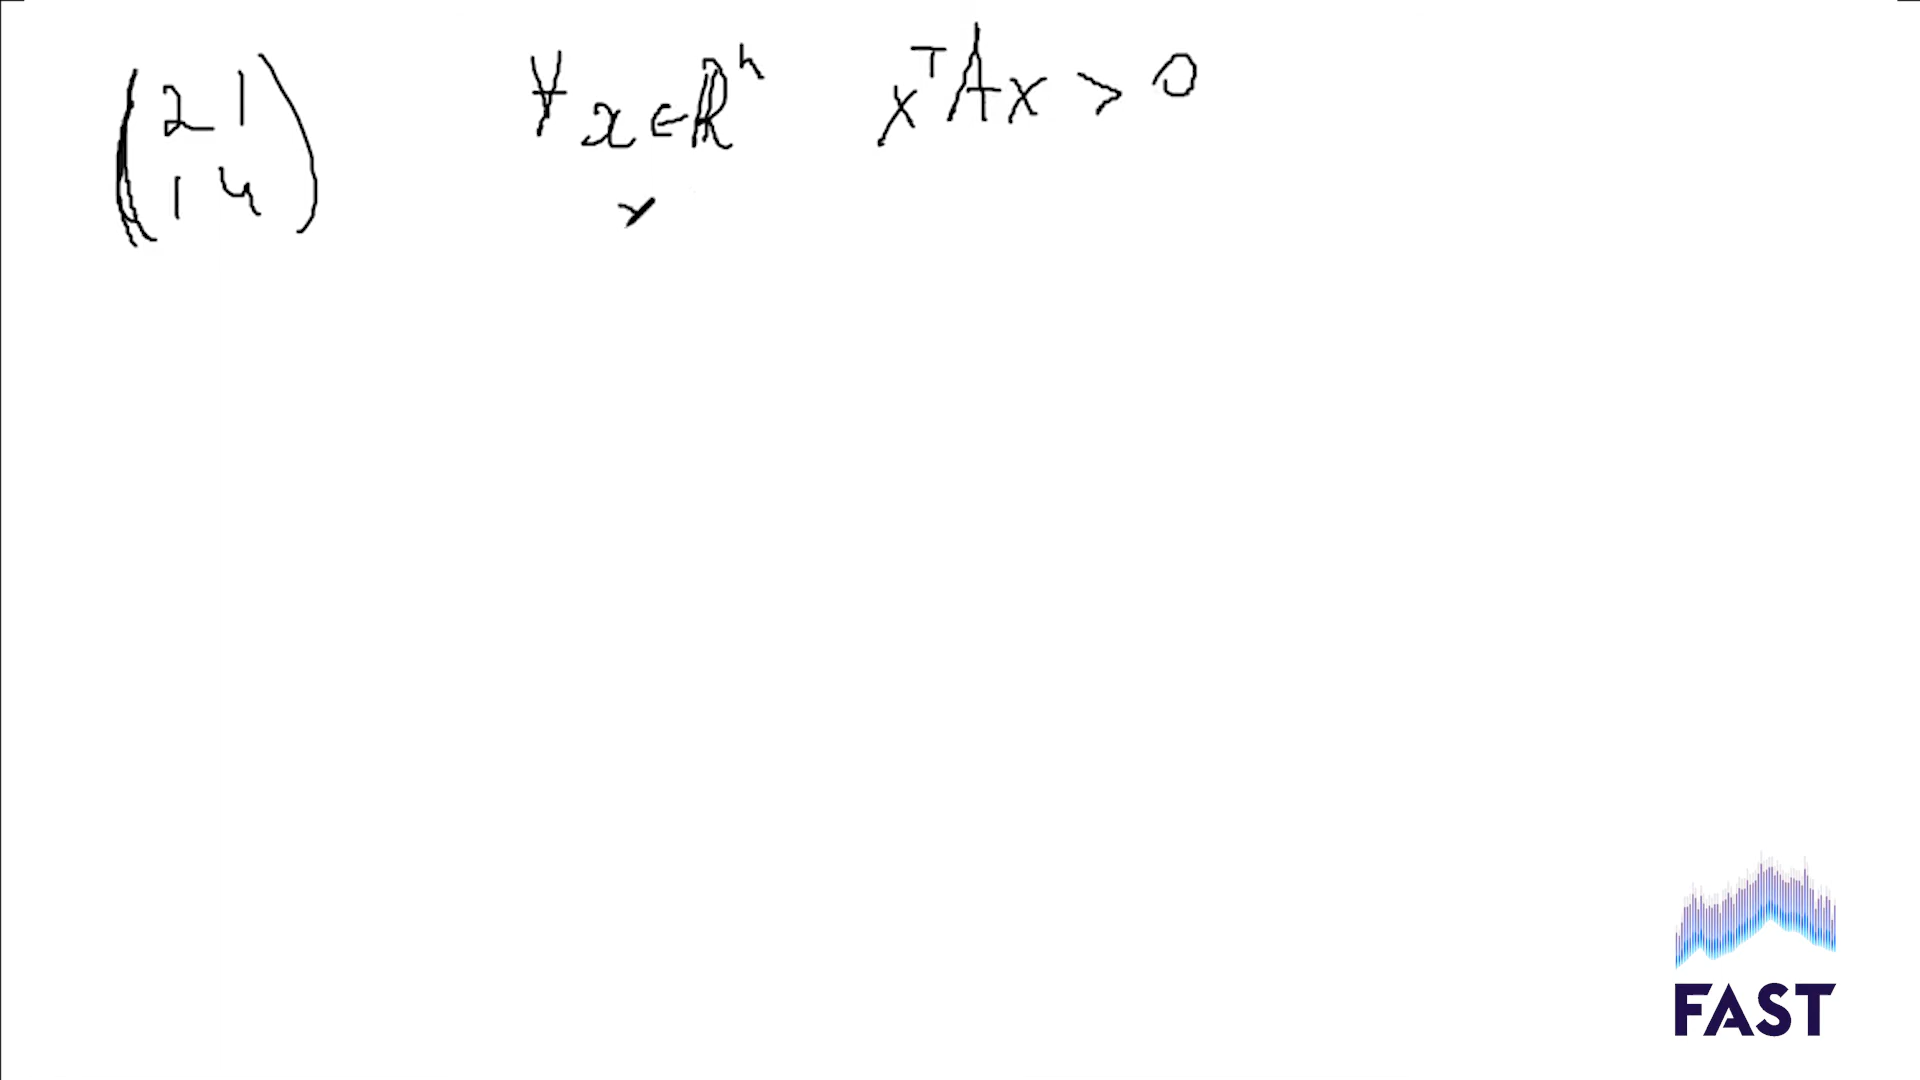 ( 2 1 ) ∀ x ∈ ℝⁿ xᵀAx > 0
( 1 4 ) x
FAST